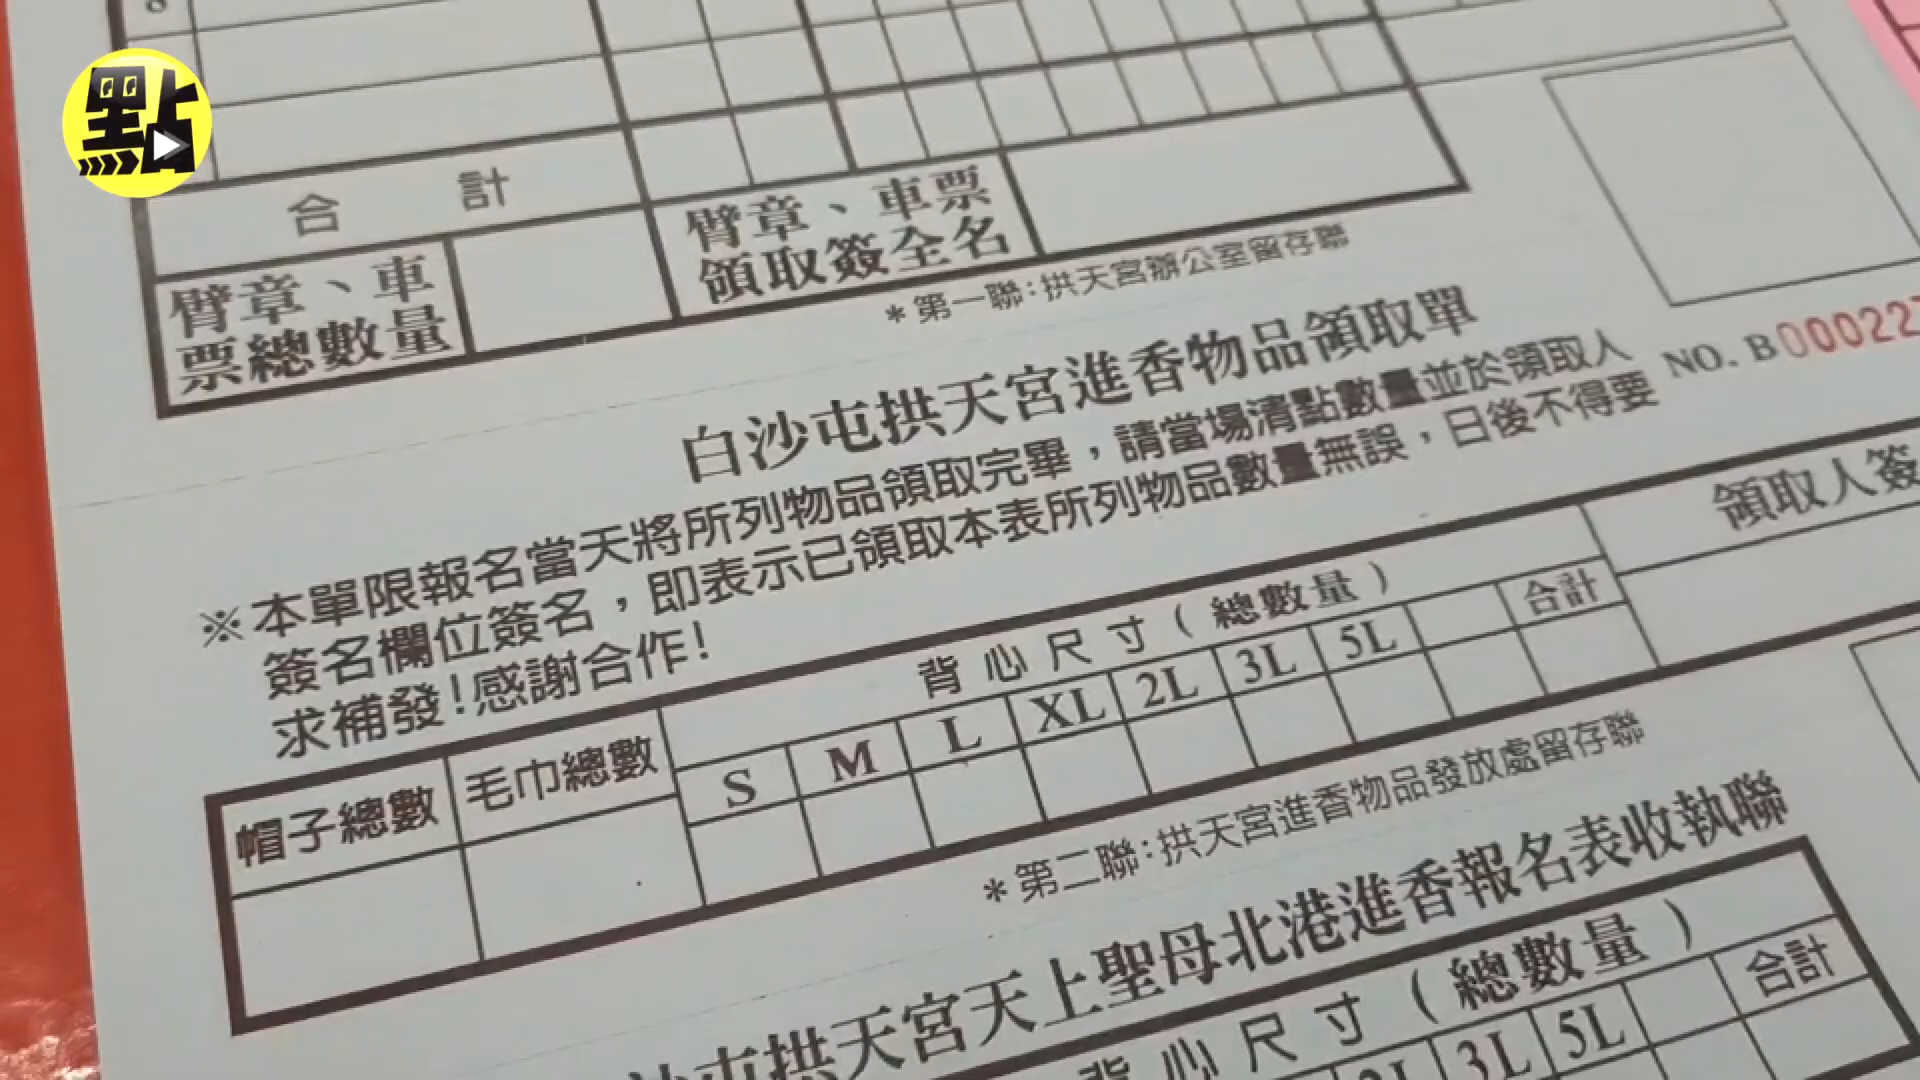 8
點
合 計
臂章、車
票總數量
臂章、車票
領取簽全名
*第一聯:拱天宮辦公室留存聯
白沙屯拱天宮進香物品領取單
NO. B00022
※本單限報名當天將所列物品領取完畢，請當場清點數量並於領取人
簽名欄位簽名，即表示已領取本表所列物品數量無誤，日後不得要
求補發!感謝合作!
帽子總數
毛巾總數
背心尺寸(總數量)
S M L XL 2L 3L 5L 合計
領取人簽
*第二聯:拱天宮進香物品發放處留存聯
沙屯拱天宮天上聖母北港進香報名表收執聯
背心尺寸(總數量)
2L 3L 5L 合計